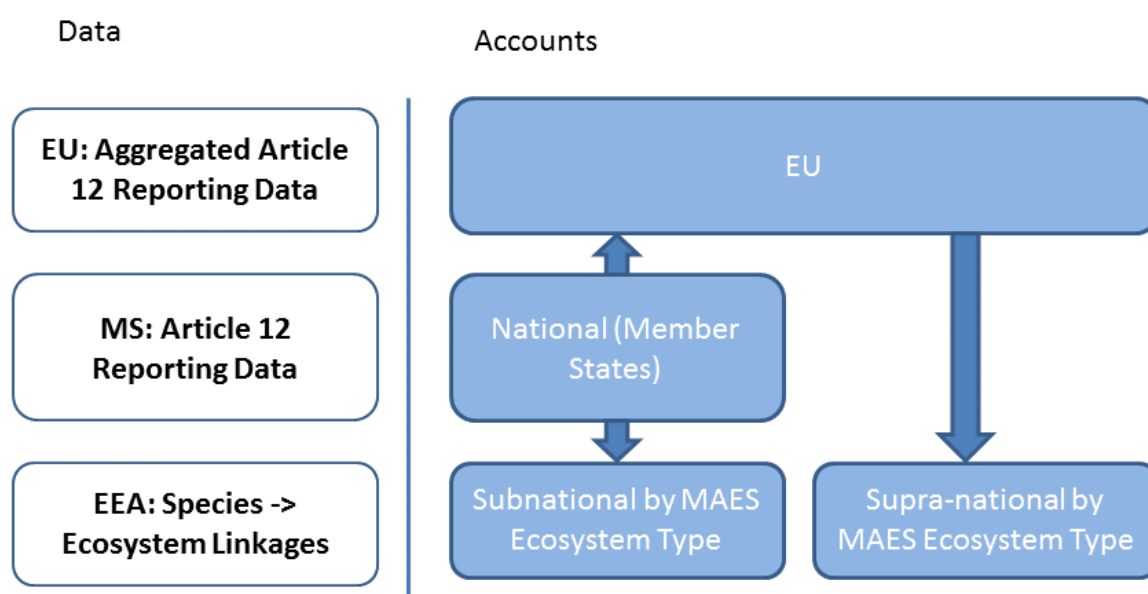 Data
Accounts
EU: Aggregated Article
12 Reporting Data
EU
MS: Article 12
Reporting Data
National (Member
States)
EEA: Species ->
Ecosystem Linkages
Subnational by MAES
Ecosystem Type
Supra-national by
MAES Ecosystem Type